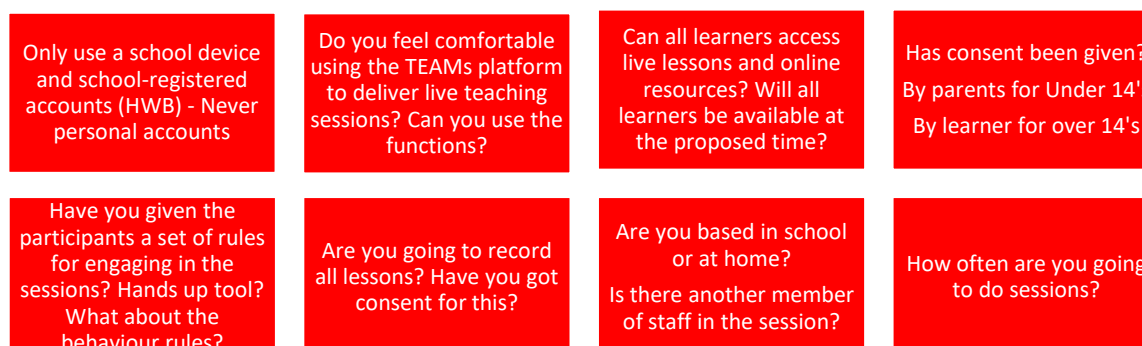 Only use a school device
and school-registered
accounts (HWB) - Never
personal accounts
Do you feel comfortable
using the TEAMs platform
to deliver live teaching
sessions? Can you use the
functions?
Can all learners access
live lessons and online
resources? Will all
learners be available at
the proposed time?
Has consent been given?
By parents for Under 14'
By learner for over 14's
Have you given the
participants a set of rules
for engaging in the
sessions? Hands up tool?
What about the
behaviour rules?
Are you going to record
all lessons? Have you got
consent for this?
Are you based in school
or at home?
Is there another member
of staff in the session?
How often are you going
to do sessions?